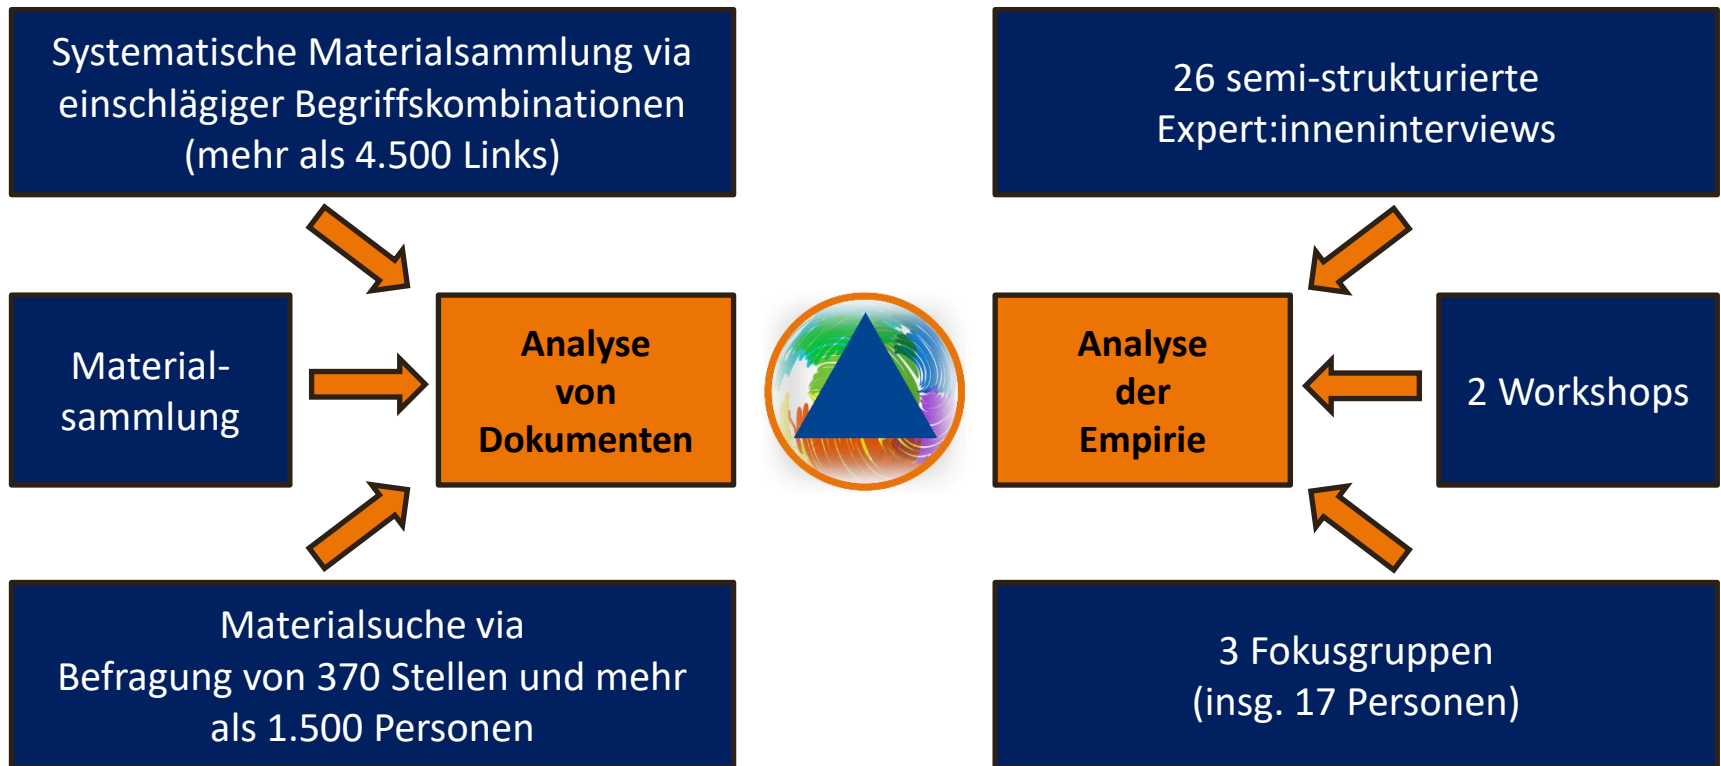 Systematische Materialsammlung via
einschlägiger Begriffskombinationen
(mehr als 4.500 Links)
26 semi-strukturierte
Expert:inneninterviews
Material-
sammlung
Analyse
von
Dokumenten
Analyse
der
Empirie
2 Workshops
Materialsuche via
Befragung von 370 Stellen und mehr
als 1.500 Personen
3 Fokusgruppen
(insg. 17 Personen)